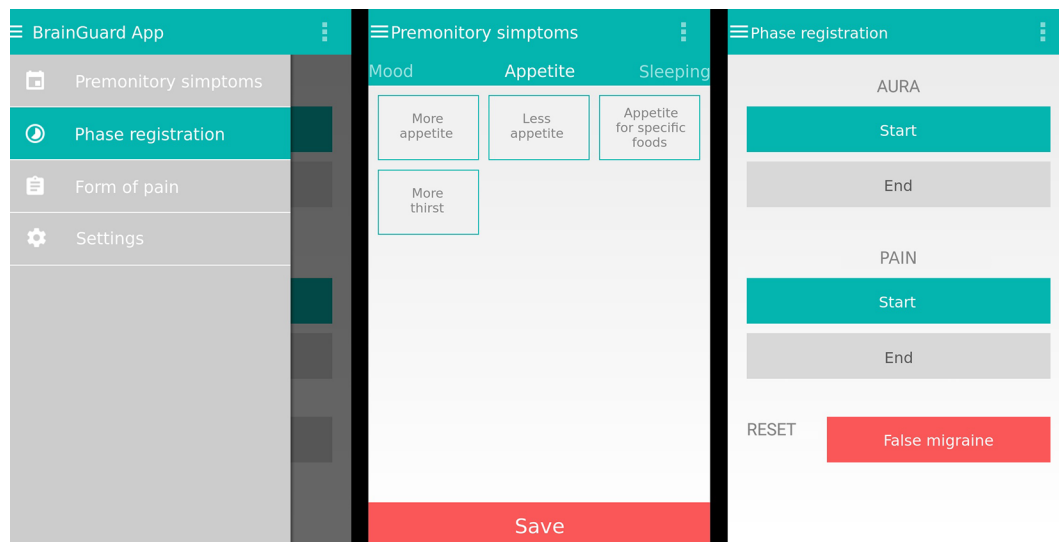 BrainGuard App
Premonitory simptoms
Phase registration
Form of pain
Settings
Premonitory simptoms
Mood Appetite Sleeping
More
appetite
Less
appetite
Appetite
for specific
foods
More
thirst
Save
Phase registration
AURA
Start
End
PAIN
Start
End
RESET
False migraine